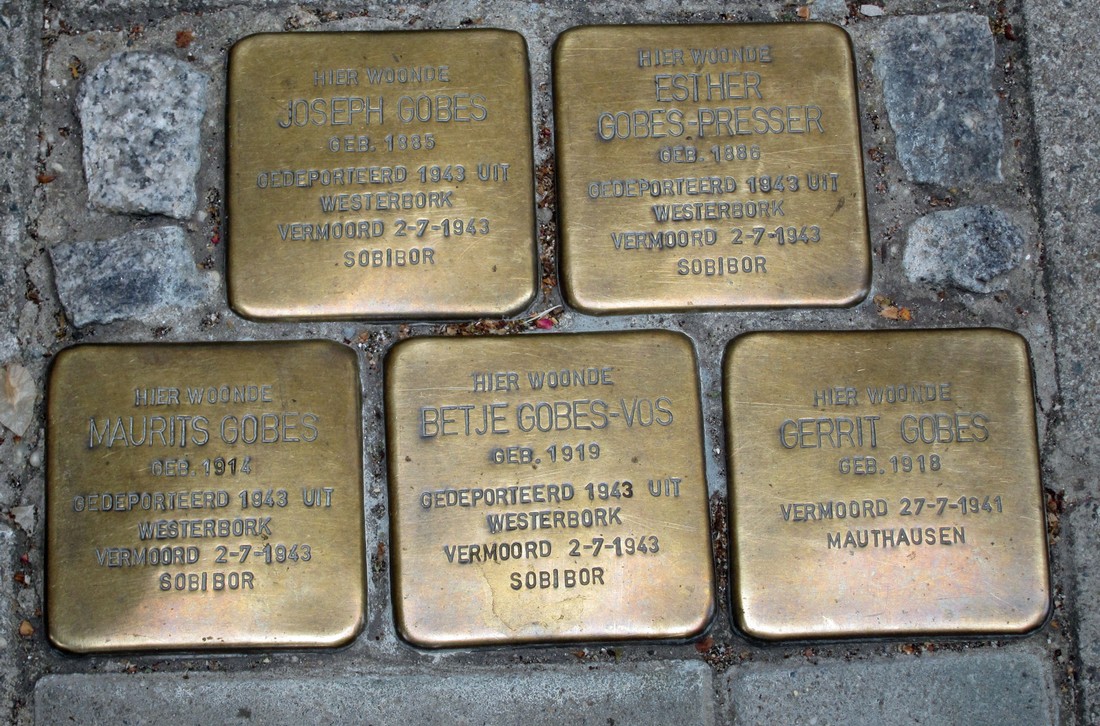 HIER WOONDE
JOSEPH GOBES
GEB. 1885
GEDEPORTEERD 1943 UIT
WESTERBORK
VERMOORD 2-7-1943
SOBIBOR
HIER WOONDE
ESTHER
GOBES-PRESSER
GEB. 1886
GEDEPORTEERD 1943 UIT
WESTERBORK
VERMOORD 2-7-1943
SOBIBOR
HIER WOONDE
MAURITS GOBES
GEB. 1914
GEDEPORTEERD 1943 UIT
WESTERBORK
VERMOORD 2-7-1943
SOBIBOR
HIER WOONDE
BETJE GOBES-VOS
GEB. 1919
GEDEPORTEERD 1943 UIT
WESTERBORK
VERMOORD 2-7-1943
SOBIBOR
HIER WOONDE
GERRIT GOBES
GEB. 1918
VERMOORD 27-7-1941
MAUTHAUSEN